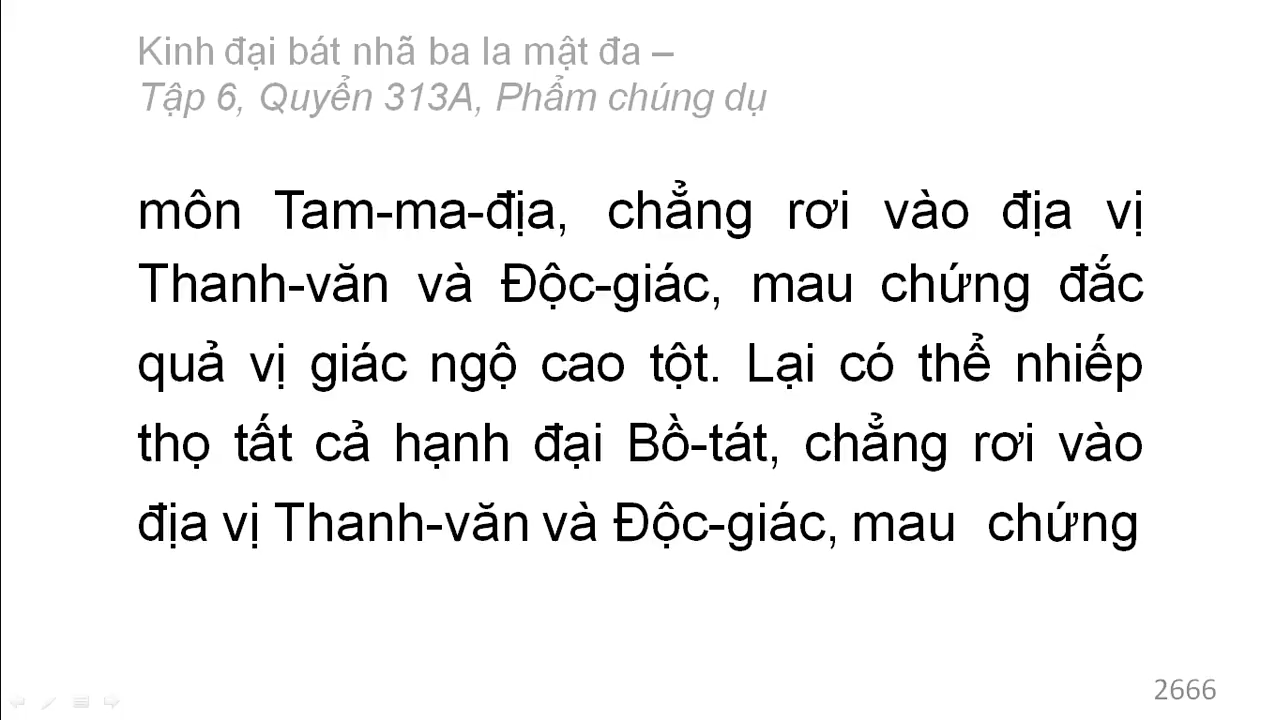 Kinh đại bát nhã ba la mật đa –
Tập 6, Quyển 313A, Phẩm chúng dụ
môn Tam-ma-địa, chẳng rơi vào địa vị
Thanh-văn và Độc-giác, mau chứng đắc
quả vị giác ngộ cao tột. Lại có thể nhiếp
thọ tất cả hạnh đại Bồ-tát, chẳng rơi vào
địa vị Thanh-văn và Độc-giác, mau chứng
2666